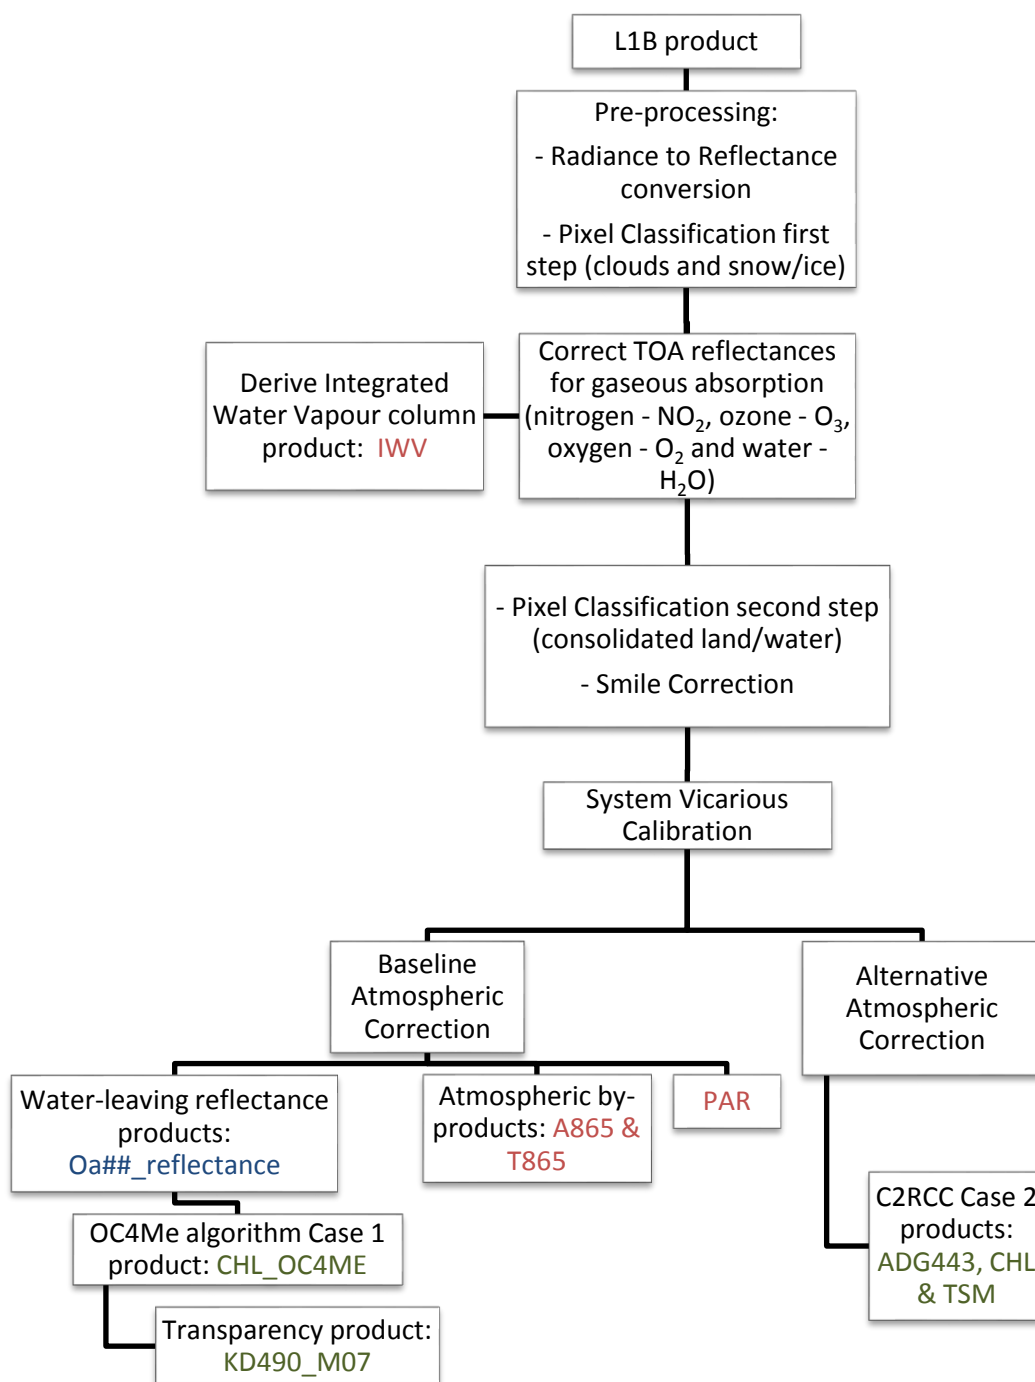 L1B product
Pre-processing:
- Radiance to Reflectance
conversion
- Pixel Classification first
step (clouds and snow/ice)
Derive Integrated
Water Vapour column
product: IWV
Correct TOA reflectances
for gaseous absorption
(nitrogen - NO₂, ozone - O₃,
oxygen - O₂ and water -
H₂O)
- Pixel Classification second step
(consolidated land/water)
- Smile Correction
System Vicarious
Calibration
Baseline
Atmospheric
Correction
Alternative
Atmospheric
Correction
Water-leaving reflectance
products:
Oa##_reflectance
Atmospheric by-
products: A865 &
T865
PAR
OC4Me algorithm Case 1
product: CHL_OC4ME
Transparency product:
KD490_M07
C2RCC Case 2
products:
ADG443, CHL
& TSM